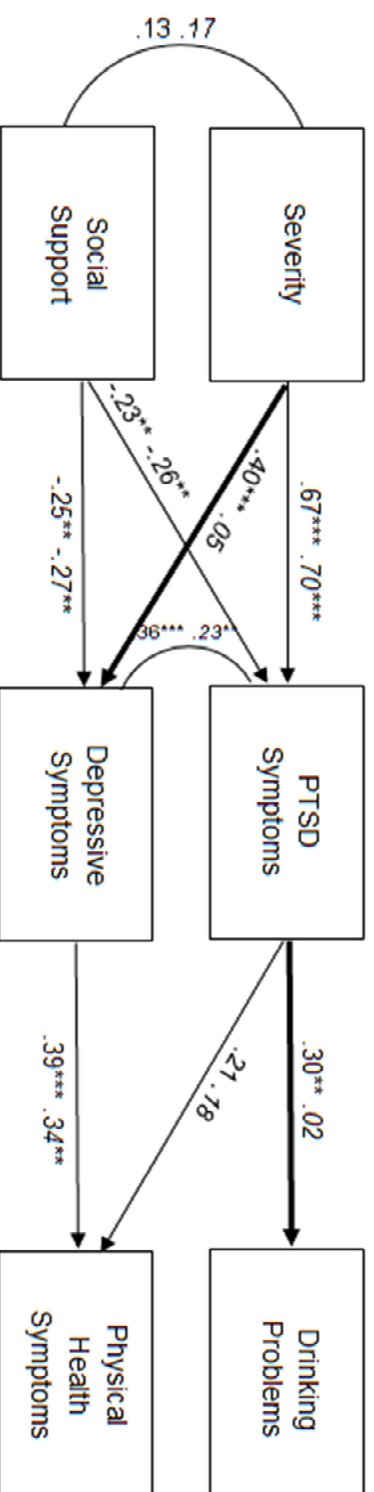 .13 .17
Severity
Social
Support
.67*** .70***
.40*** .05
-.23** -.26**
-.25** -.27**
36*** .23**
PTSD
Symptoms
Depressive
Symptoms
.30** .02
.21 .18
.39*** .34**
Drinking
Problems
Physical
Health
Symptoms